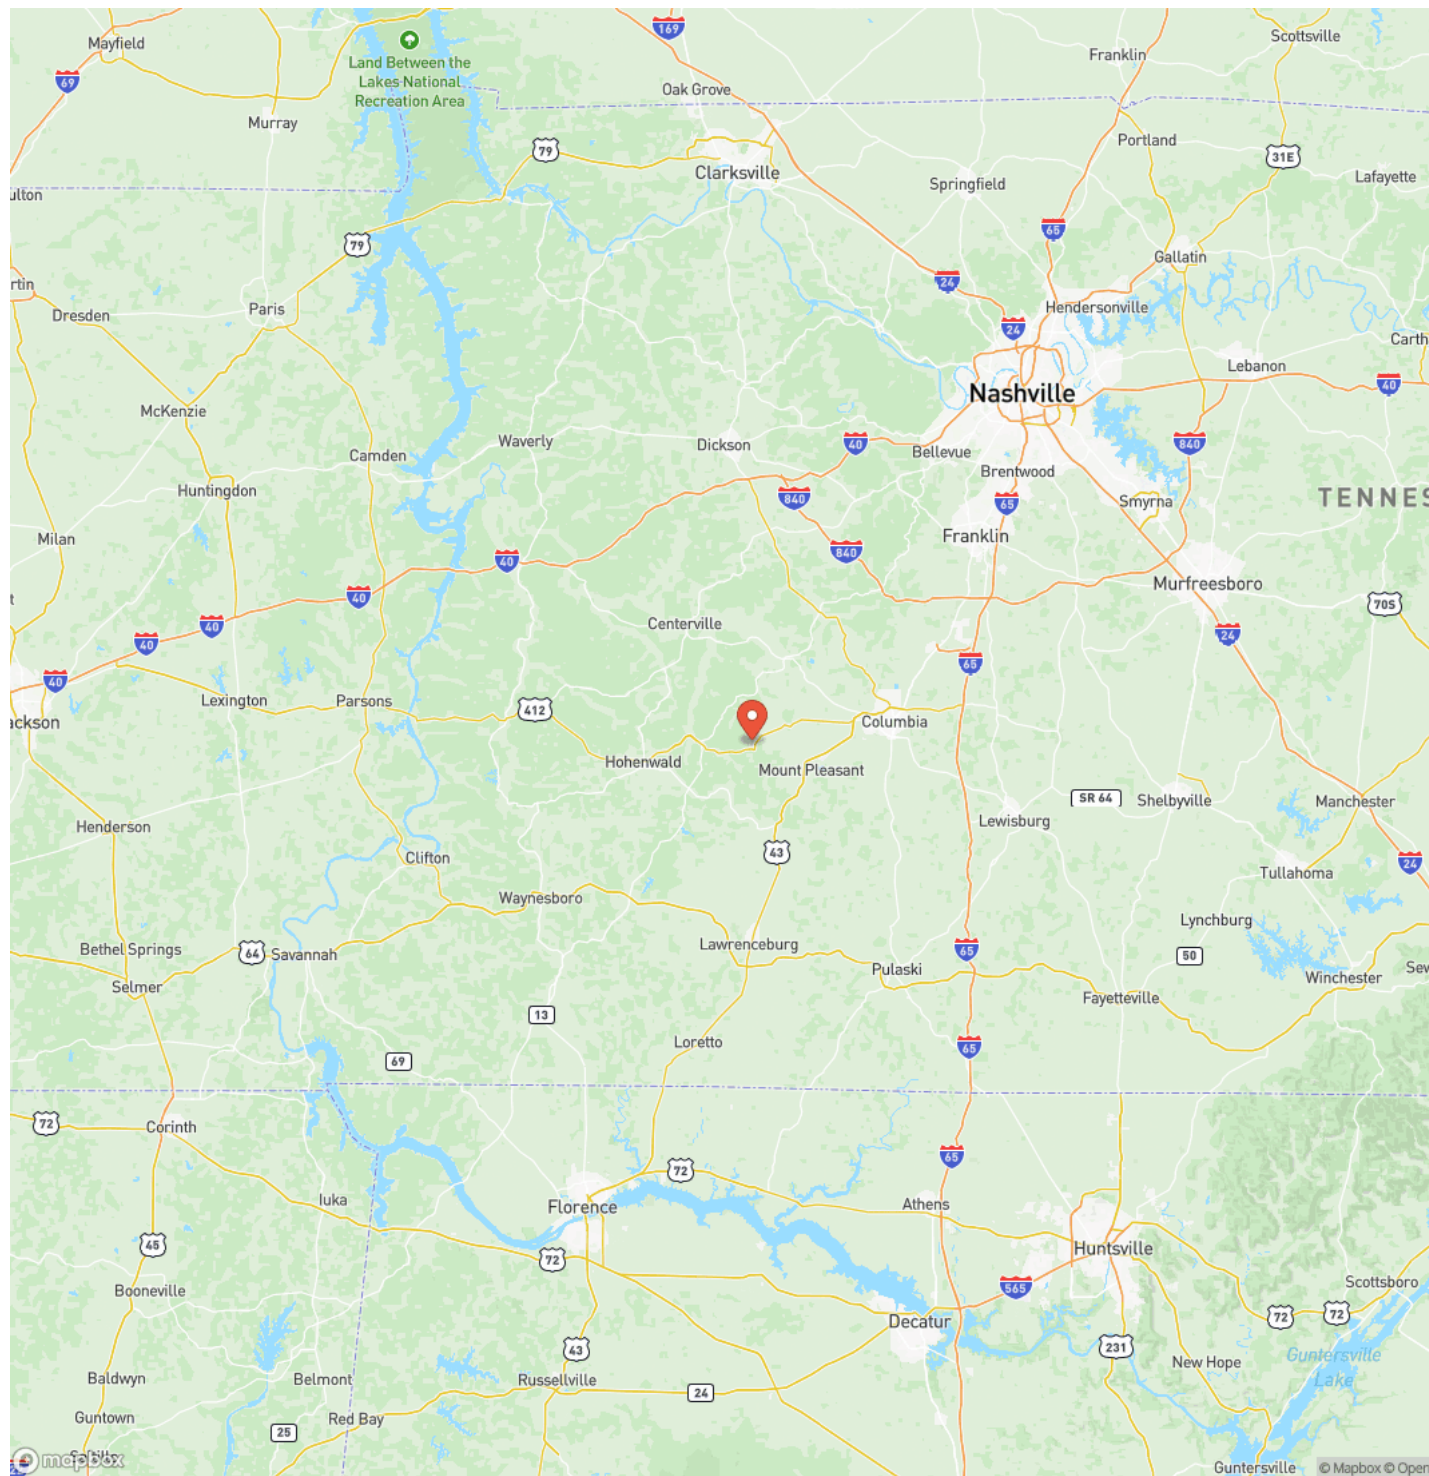 169
Scottsville
Mayfield
Franklin
Land Between the
Lakes National
Recreation Area
69
Oak Grove
Murray
Portland
79
31E
Clarksville
Lafayette
Springfield
ulton
65
79
Gallatin
24
rtin
Paris
Hendersonville
Dresden
24
Carth
Lebanon
40
Nashville
McKenzie
Waverly
Dickson
40
840
Camden
Bellevue
Brentwood
Huntingdon
840
65
Smyrna
TENNES
Milan
Franklin
840
40
Murfreesboro
40
t
70S
Centerville
40
24
40
65
40
Lexington
Parsons
412
ackson
Columbia
Hohenwald
Mount Pleasant
SR 64
Shelbyville
Manchester
Lewisburg
Henderson
43
Clifton
24
Tullahoma
Waynesboro
Lynchburg
Bethel Springs
64
Savannah
Lawrenceburg
65
50
Pulaski
Sew
Winchester
Selmer
Fayetteville
13
Loretto
65
69
72
Corinth
65
72
Iuka
Florence
Athens
45
Huntsville
72
Booneville
565
Scottsboro
72
72
Decatur
43
231
Guntersville
Lake
New Hope
Baldwyn
Belmont
Russellville
24
Guntown
Red Bay
25
Saltillo
mapbox
Guntersville
© Mapbox © Open